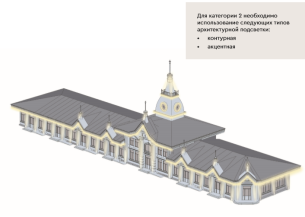 Для категории 2 необходимо
использование следующих типов
архитектурной подсветки:
• контурная
• акцентная